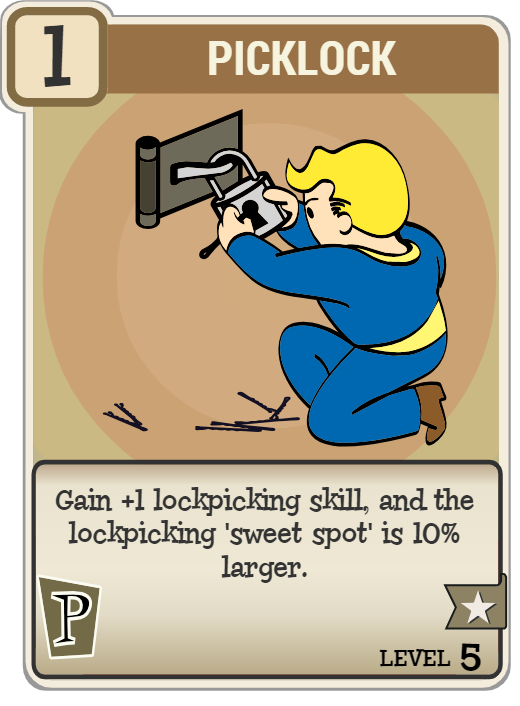 1
PICKLOCK
Gain +1 lockpicking skill, and the
lockpicking 'sweet spot' is 10%
larger.
P
LEVEL 5